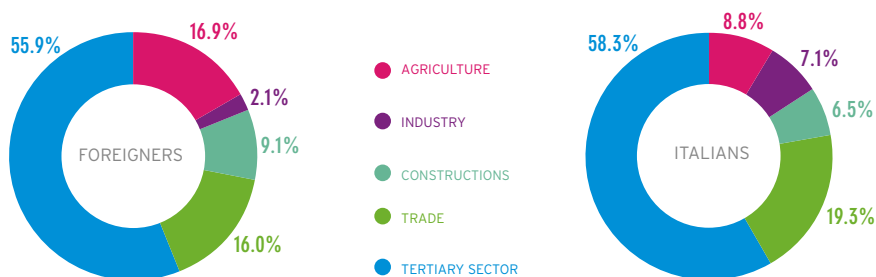 55.9%
16.9%
2.1%
9.1%
16.0%
FOREIGNERS
AGRICULTURE
INDUSTRY
CONSTRUCTIONS
TRADE
TERTIARY SECTOR
58.3%
8.8%
7.1%
6.5%
19.3%
ITALIANS